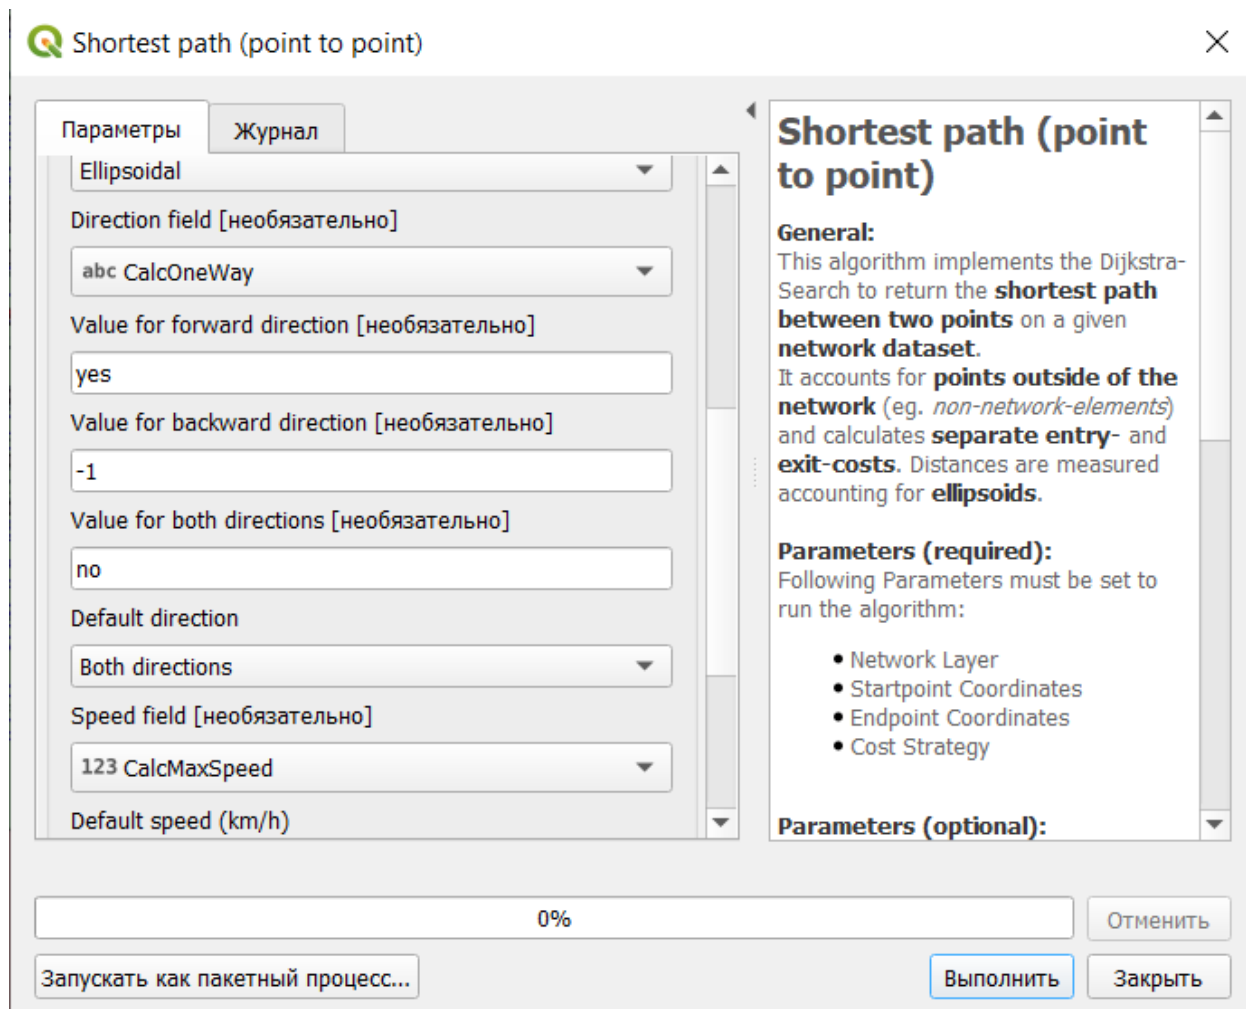 Shortest path (point to point)
Параметры
Журнал
Ellipsoidal
Direction field [необязательно]
abc CalcOneWay
Value for forward direction [необязательно]
yes
Value for backward direction [необязательно]
-1
Value for both directions [необязательно]
no
Default direction
Both directions
Speed field [необязательно]
123 CalcMaxSpeed
Default speed (km/h)
Shortest path (point
to point)
General:
This algorithm implements the Dijkstra-
Search to return the shortest path
between two points on a given
network dataset.
It accounts for points outside of the
network (eg. non-network-elements)
and calculates separate entry- and
exit-costs. Distances are measured
accounting for ellipsoids.
Parameters (required):
Following Parameters must be set to
run the algorithm:
• Network Layer
• Startpoint Coordinates
• Endpoint Coordinates
• Cost Strategy
Parameters (optional):
0%
Отменить
Запускать как пакетный процесс...
Выполнить
Закрыть